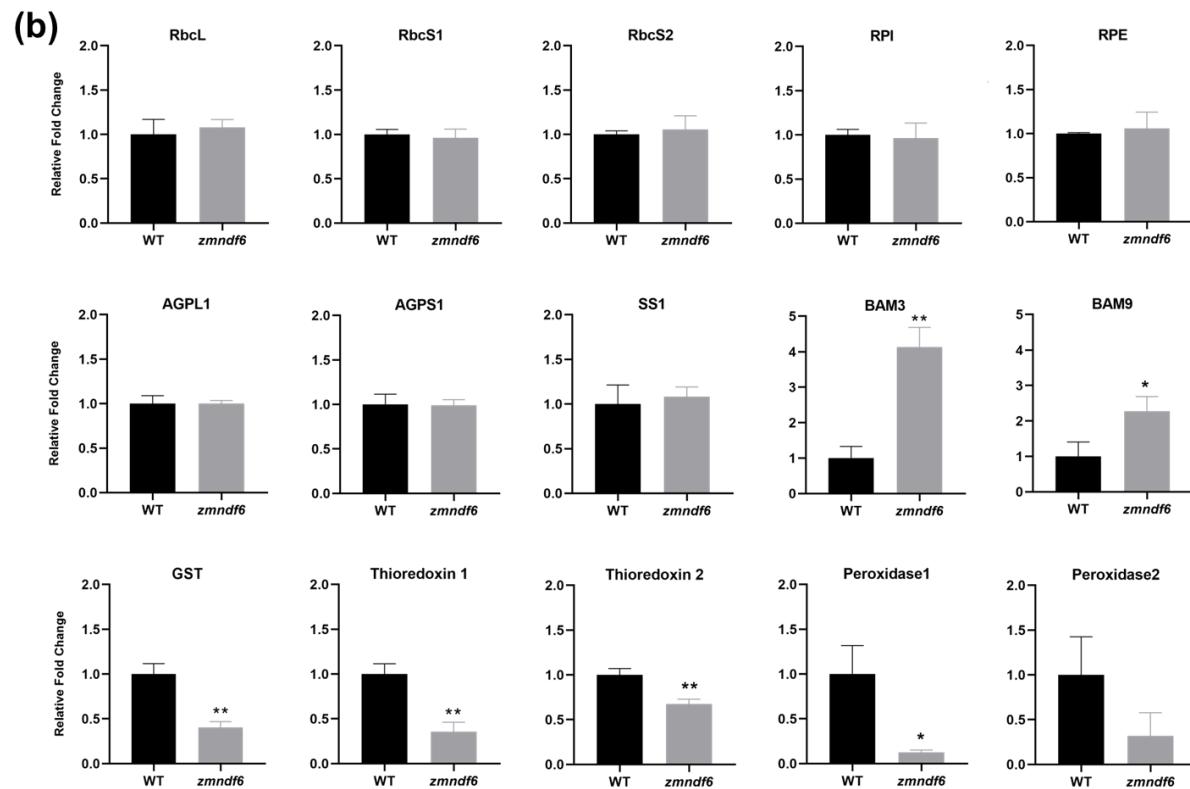 (b)
RbcL
RbcS1
RbcS2
RPI
RPE
Relative Fold Change
2.0
1.5
1.0
0.5
0.0
WT
zmndf6
2.0
1.5
1.0
0.5
0.0
WT
zmndf6
2.0
1.5
1.0
0.5
0.0
WT
zmndf6
2.0
1.5
1.0
0.5
0.0
WT
zmndf6
2.0
1.5
1.0
0.5
0.0
WT
zmndf6
AGPL1
AGPS1
SS1
BAM3
BAM9
Relative Fold Change
2.0
1.5
1.0
0.5
0.0
WT
zmndf6
2.0
1.5
1.0
0.5
0.0
WT
zmndf6
2.0
1.5
1.0
0.5
0.0
WT
zmndf6
5
4
3
2
1
0
**
WT
zmndf6
5
4
3
2
1
0
*
WT
zmndf6
GST
Thioredoxin 1
Thioredoxin 2
Peroxidase1
Peroxidase2
Relative Fold Change
2.0
1.5
1.0
0.5
0.0
**
WT
zmndf6
2.0
1.5
1.0
0.5
0.0
**
WT
zmndf6
2.0
1.5
1.0
0.5
0.0
**
WT
zmndf6
2.0
1.5
1.0
0.5
0.0
*
WT
zmndf6
2.0
1.5
1.0
0.5
0.0
WT
zmndf6